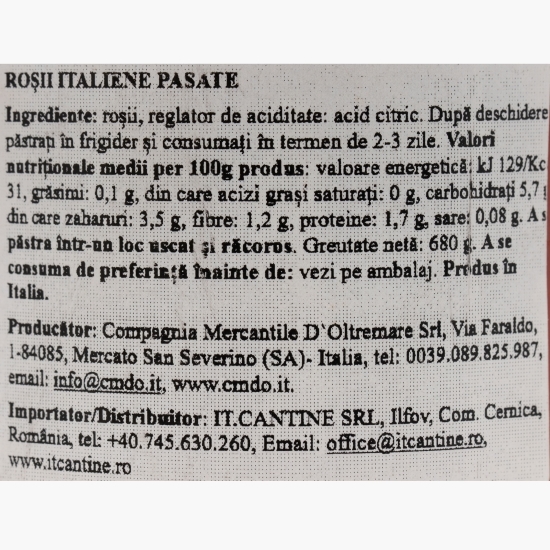 ROȘII ITALIENE PASATE
Ingrediente: roșii, reglator de aciditate: acid citric. După deschidere
păstrați în frigider și consumați în termen de 2-3 zile. Valori
nutriționale medii per 100g produs: valoare energetică: kJ 129/Kc
31, grăsimi: 0,1 g, din care acizi grași saturați: 0 g, carbohidrați 5,7 g
din care zaharuri: 3,5 g, fibre: 1,2 g, proteine: 1,7 g, sare: 0,08 g. A s
păstra într-un loc uscat și răcoros. Greutate netă: 680 g. A se
consuma de preferință înainte de: vezi pe ambalaj. Produs în
Italia.
Producător: Compagnia Mercantile D`Oltremare Srl, Via Faraldo,
1-84085, Mercato San Severino (SA)- Italia, tel: 0039.089.825.987,
email: info@cmdo.it, www.cmdo.it.
Importator/Distribuitor: IT.CANTINE SRL, Ilfov, Com. Cernica,
România, tel: +40.745.630.260, Email: office@itcantine.ro,
www.itcantine.ro